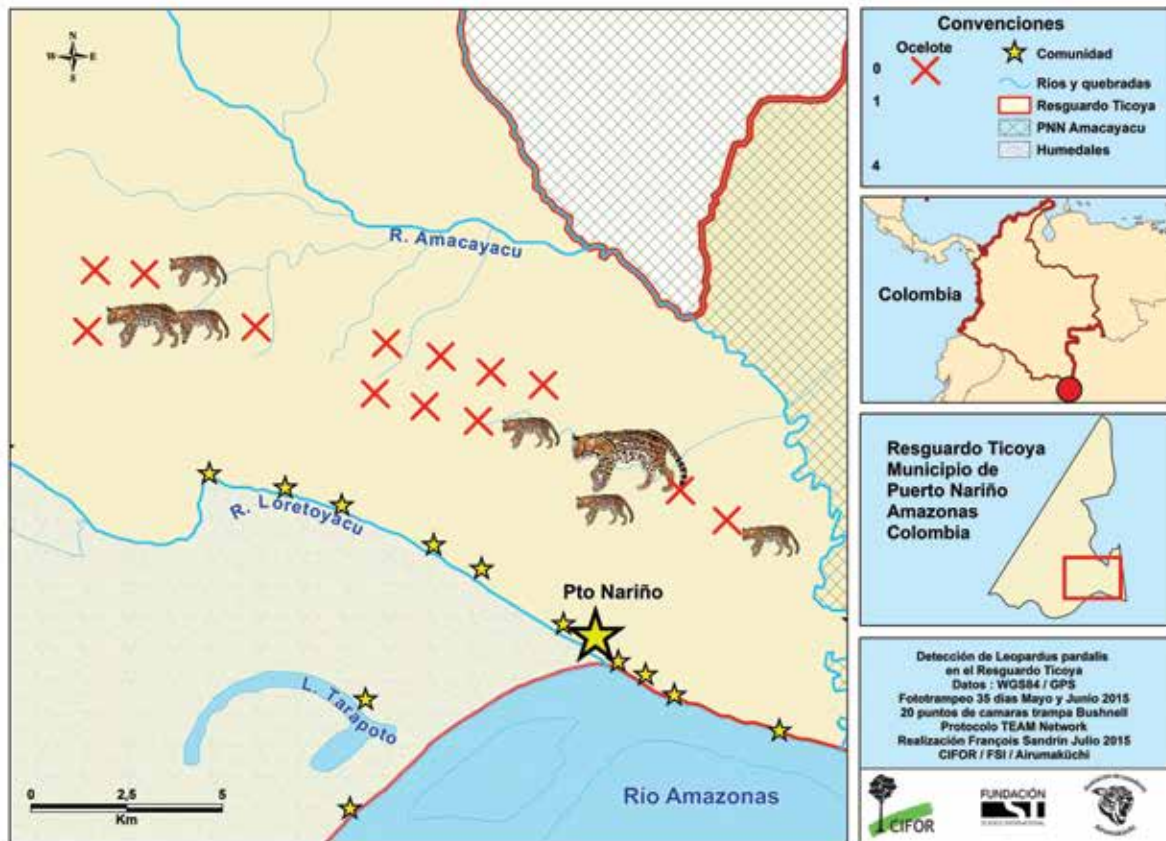 N
W E
S
R. Amacayacu
R. Loretoyacu
Pto Nariño
L. Tarapoto
Río Amazonas
0 2,5 5
Km
Convenciones
Ocelote
0
1
4
Comunidad
Ríos y quebradas
Resguardo Ticoya
PNN Amacayacu
Humedales
Colombia
Resguardo Ticoya
Municipio de
Puerto Nariño
Amazonas
Colombia
Detección de Leopardus pardalis
en el Resguardo Ticoya
Datos : WGS84 / GPS
Fototrampeo 35 días Mayo y Junio 2015
20 puntos de camaras trampa Bushnell
Protocolo TEAM Network
Realización François Sandrin Julio 2015
CIFOR / FSI / Airumaküchi
CIFOR
FUNDACIÓN